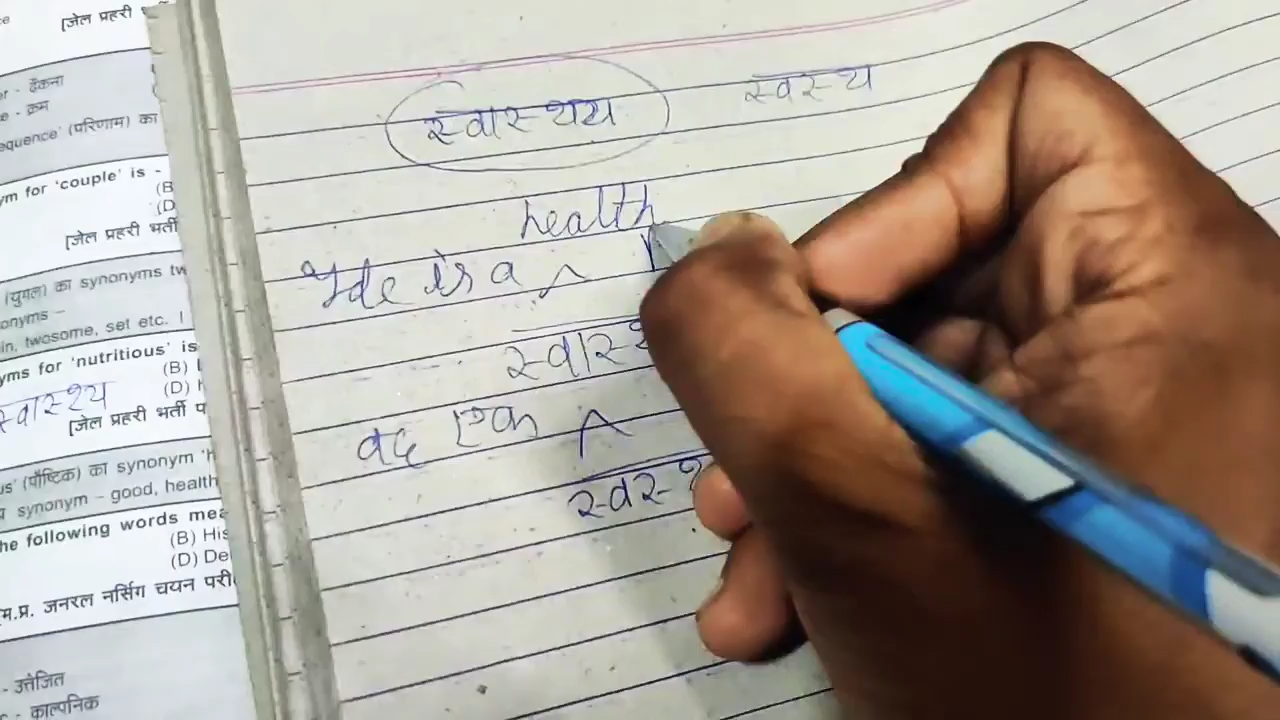 [जेल प्रहरी
- ढँकना
- क्रम
equence' (परिणाम) का
ym for 'couple' is -
(B
(D
[जेल प्रहरी भर्ती
(युगल) का synonyms tw
onyms –
in, twosome, set etc. I
yms for 'nutritious' is
(B)
स्वास्थ्य
(D)
[जेल प्रहरी भर्ती प
us' (पौष्टिक) का synonym 'h
synonym – good, health
he following words mea
(B) His
(D) De
म.प्र. जनरल नर्सिंग चयन परी
- उत्तेजित
- काल्पनिक
स्वास्थय स्वस्थ्य
health
He is a ^
स्वास्थ
वह एक ^
स्वस्थ